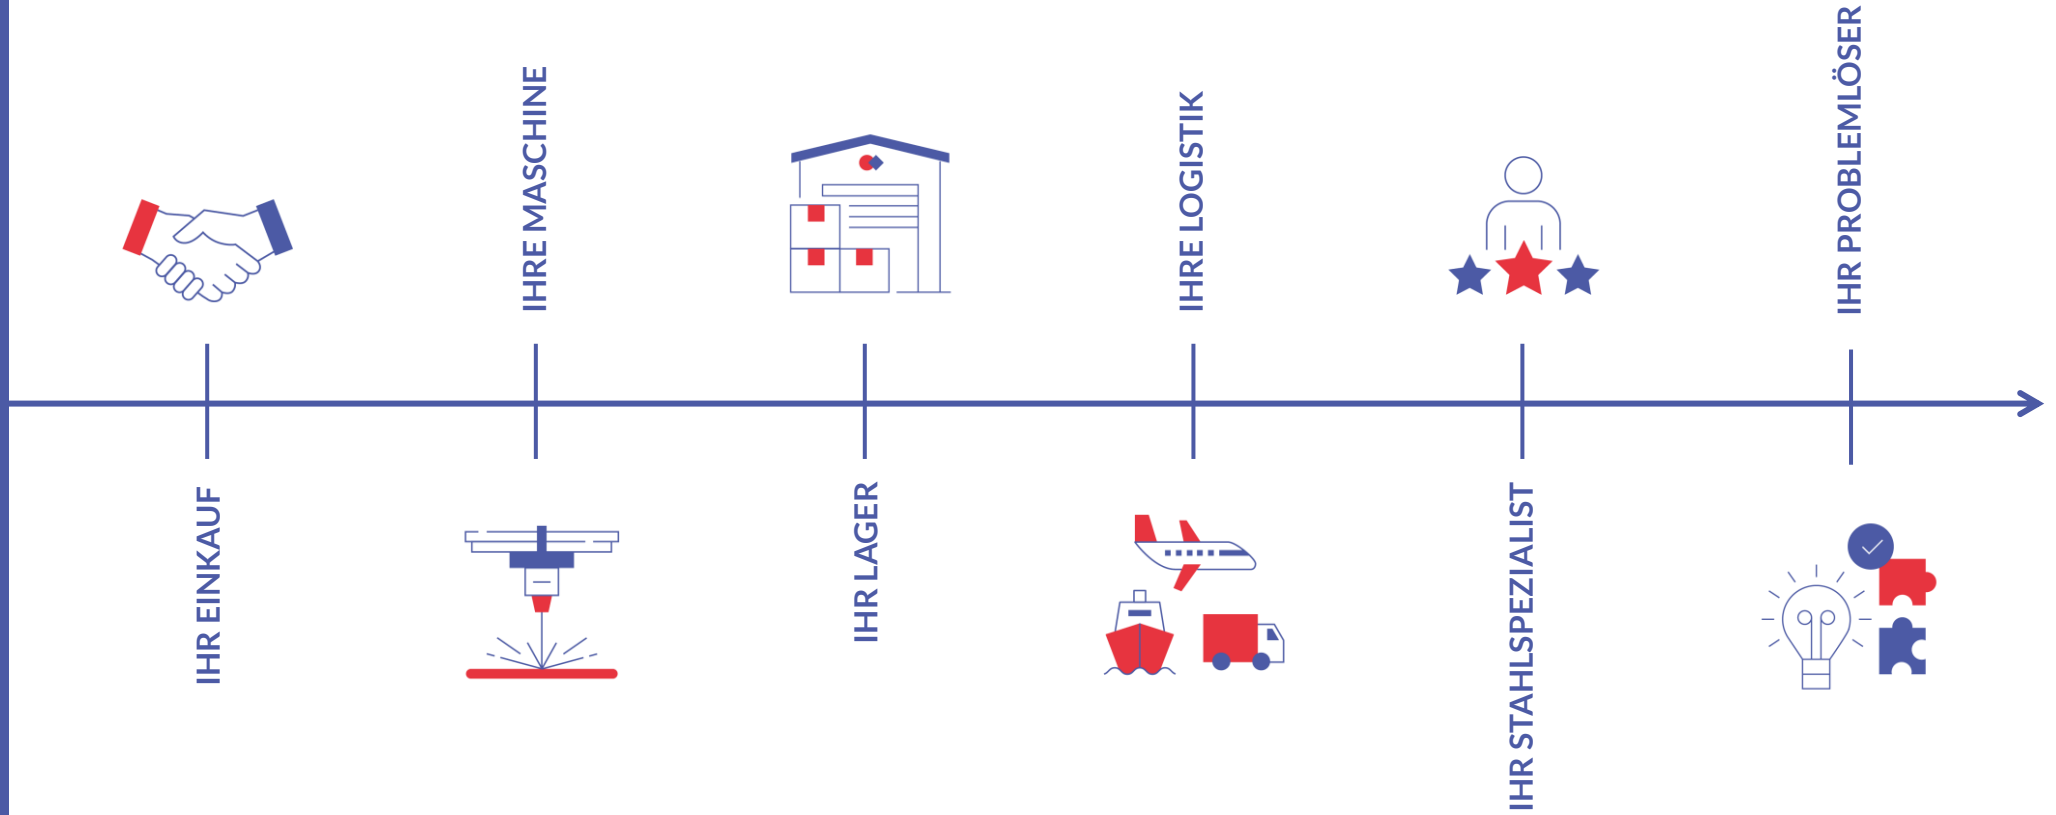 IHR EINKAUF
IHRE MASCHINE
IHR LAGER
IHRE LOGISTIK
IHR STAHLSPEZIALIST
IHR PROBLEMLÖSER